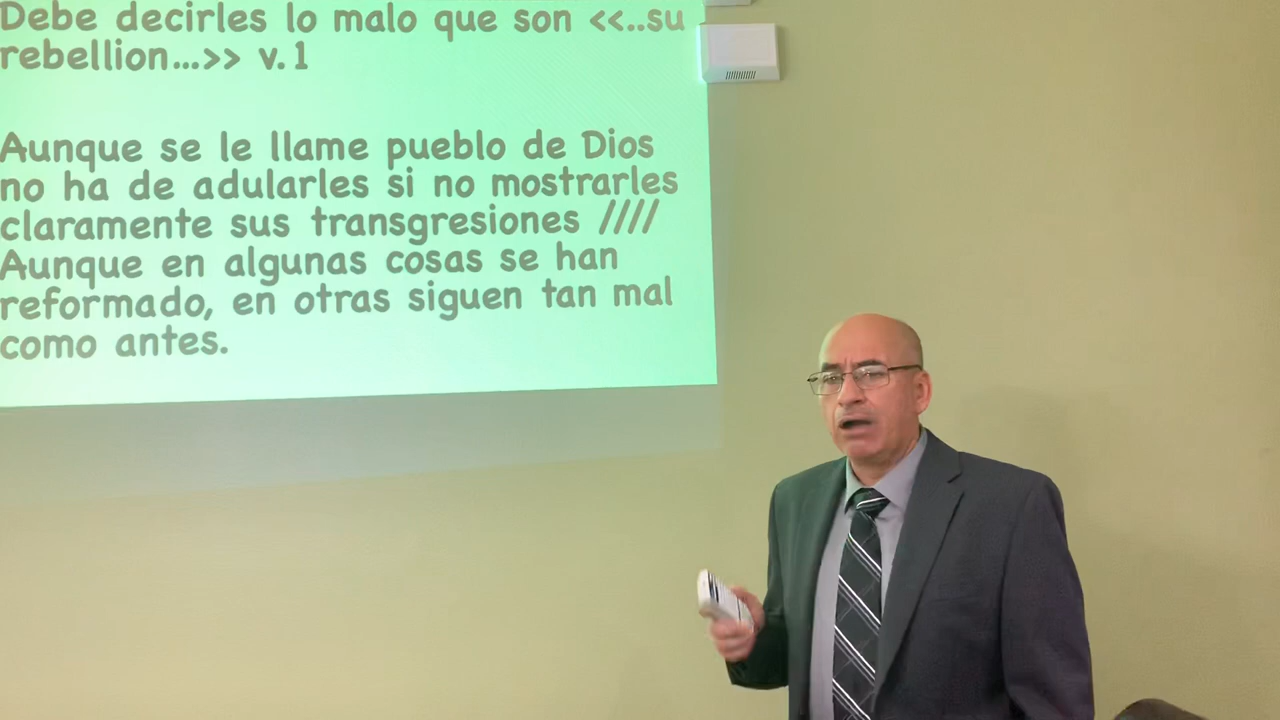 Debe decirles lo malo que son <<..su
rebellion...>> v.1
Aunque se le llame pueblo de Dios
no ha de adularles si no mostrarles
claramente sus transgresiones ////
Aunque en algunas cosas se han
reformado, en otras siguen tan mal
como antes.